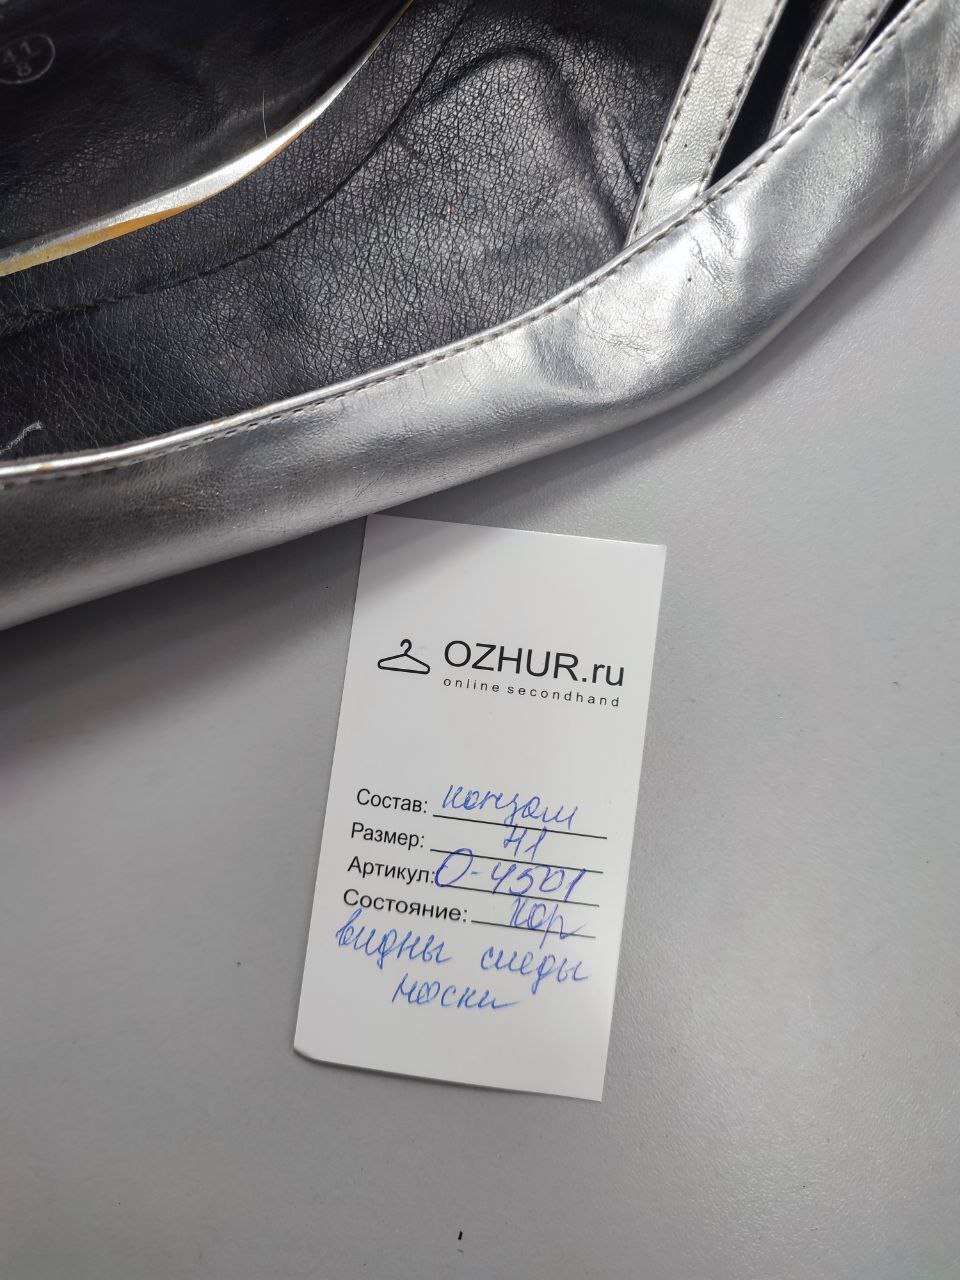 OZHUR.ru
online secondhand
Состав: кожзам
Размер: 41
Артикул: О-4501
Состояние: хор
видны следы
носки